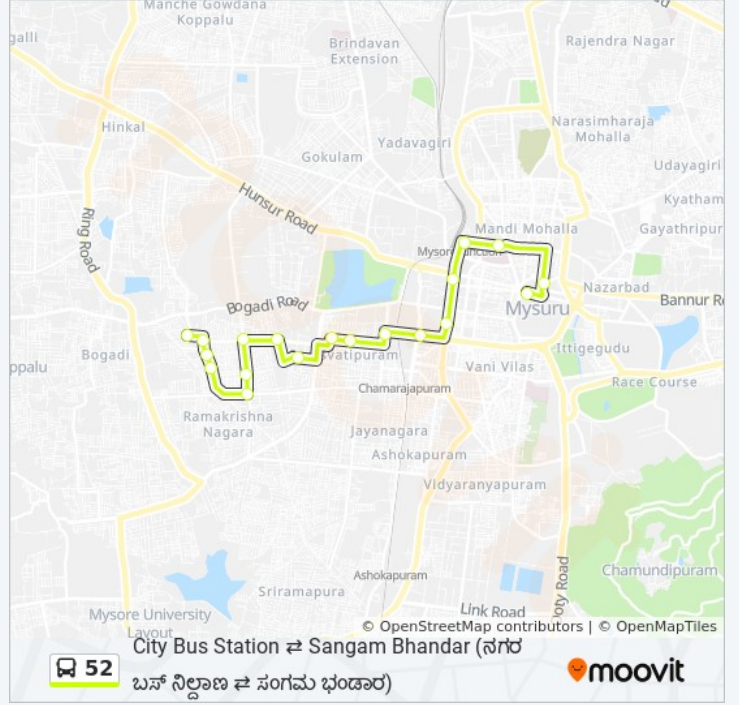 Manche Gowdana
Koppalu
galli
Brindavan
Extension
Rajendra Nagar
Hinkal
Narasimharaja
Mohalla
Yadavagiri
Gokulam
Udayagiri
Hunsur Road
Kyatham
Ring Road
Mandi Mohalla
Gayathripur
Nazarbad
Bogadi Road
Mysuru
Bannur R
Bogadi
Ittigegudu
ppalu
Vani Vilas
Race Course
Chamarajapuram
Ramakrishna
Nagara
Jayanagara
Ashokapuram
Vidyaranyapuram
Chamundipuram
Ashokapuram
Sriramapura
Link Road
Mysore University
Layout
© OpenStreetMap contributors | © OpenMapTiles
52
City Bus Station ⇄ Sangam Bhandar (ನಗರ
ಬಸ್ ನಿಲ್ದಾಣ ⇄ ಸಂಗಮ ಭಂಡಾರ)
moovit